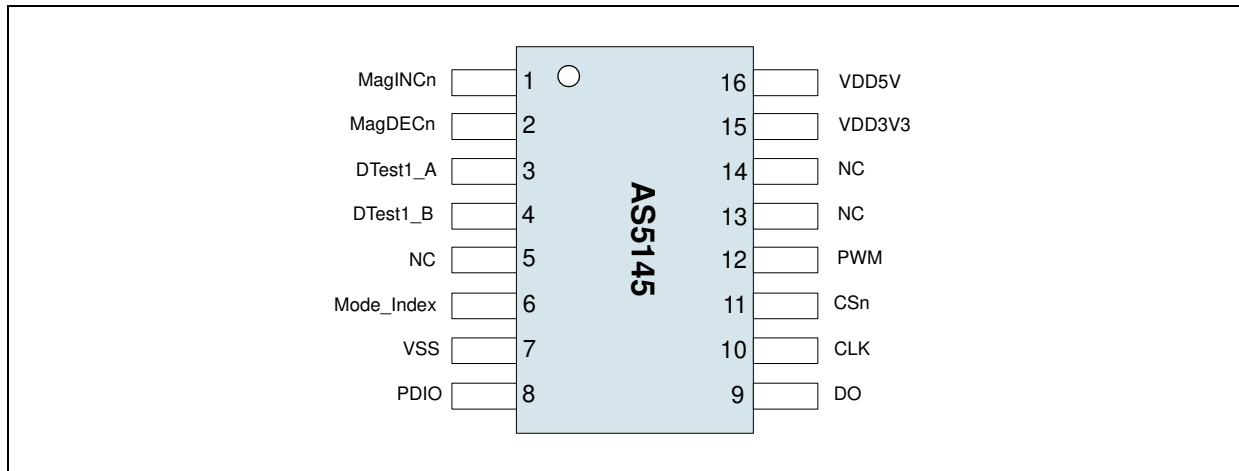 MagINCn 1 16 VDD5V
MagDECn 2 15 VDD3V3
DTest1_A 3 14 NC
DTest1_B 4 13 NC
NC 5 12 PWM
Mode_Index 6 11 CSn
VSS 7 10 CLK
PDIO 8 9 DO
AS5145